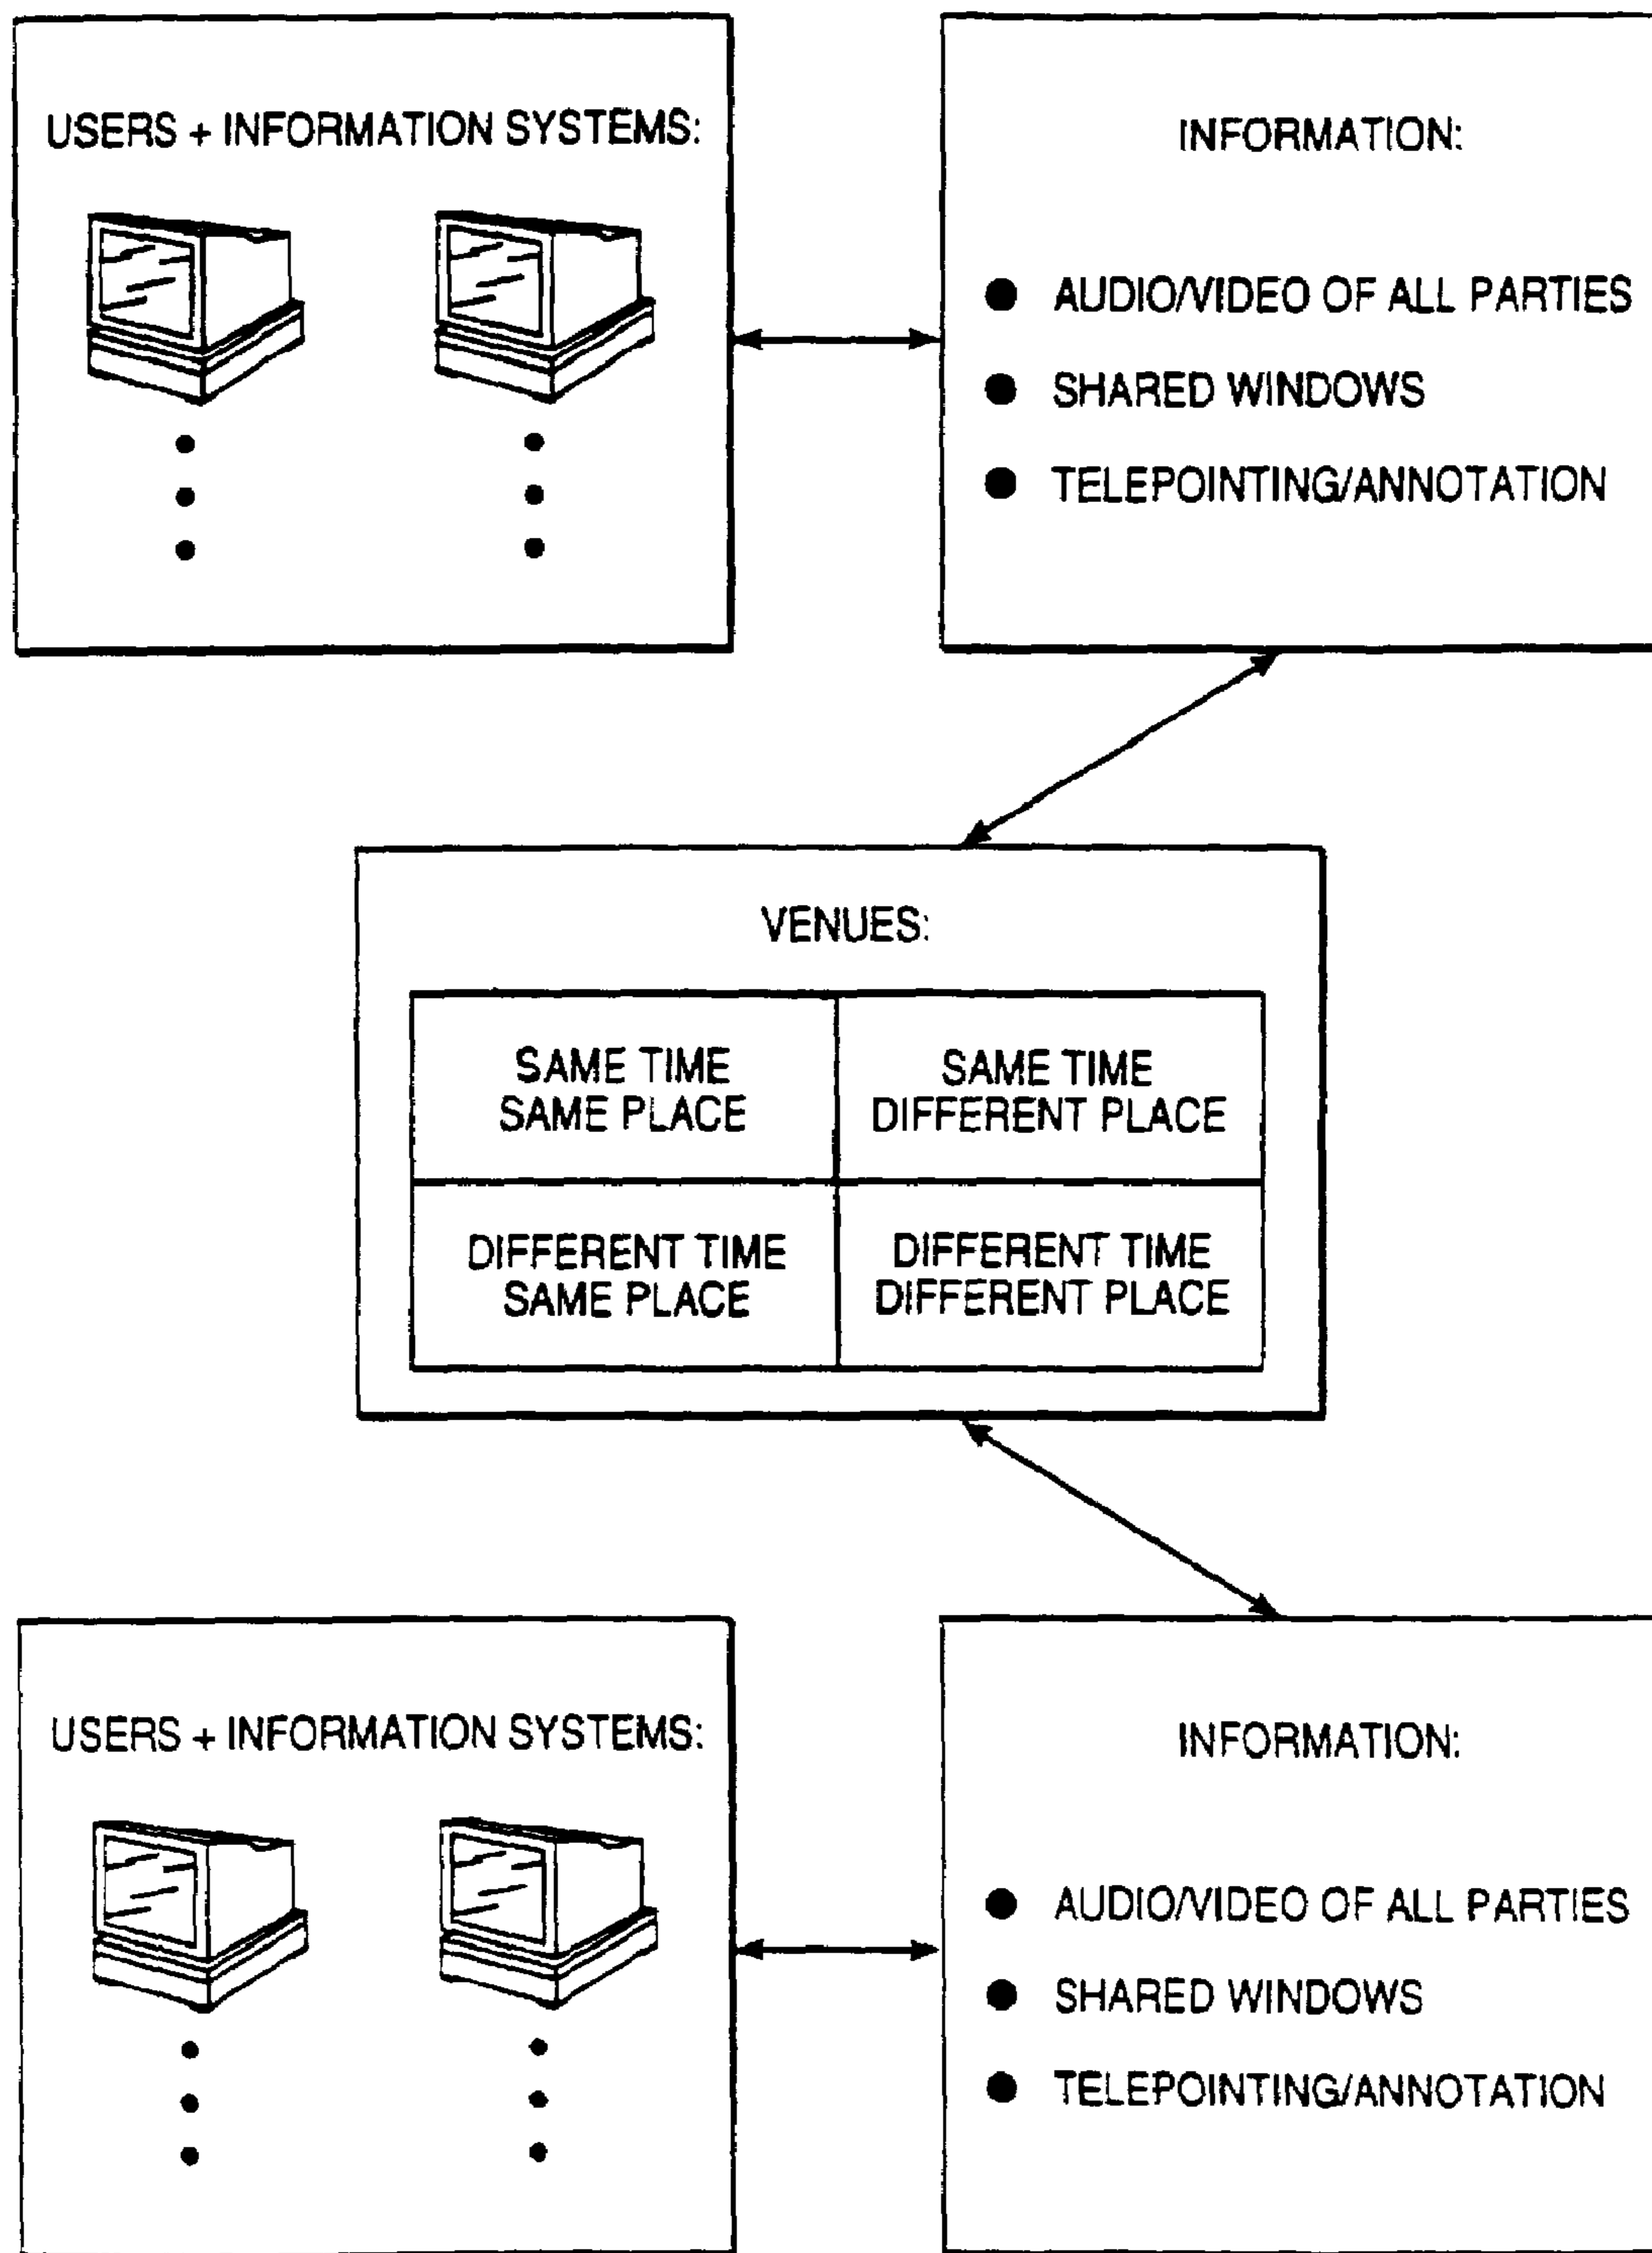 USERS + INFORMATION SYSTEMS:
INFORMATION:
● AUDIO/VIDEO OF ALL PARTIES
● SHARED WINDOWS
● TELEPOINTING/ANNOTATION
VENUES:
SAME TIME
SAME PLACE
SAME TIME
DIFFERENT PLACE
DIFFERENT TIME
SAME PLACE
DIFFERENT TIME
DIFFERENT PLACE
USERS + INFORMATION SYSTEMS:
INFORMATION:
● AUDIO/VIDEO OF ALL PARTIES
● SHARED WINDOWS
● TELEPOINTING/ANNOTATION